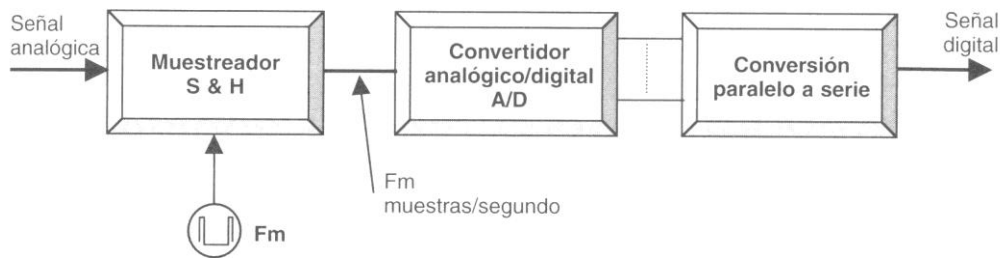 Señal
analógica
Muestreador
S & H
Convertidor
analógico/digital
A/D
Conversión
paralelo a serie
Señal
digital
Fm
muestras/segundo
Fm